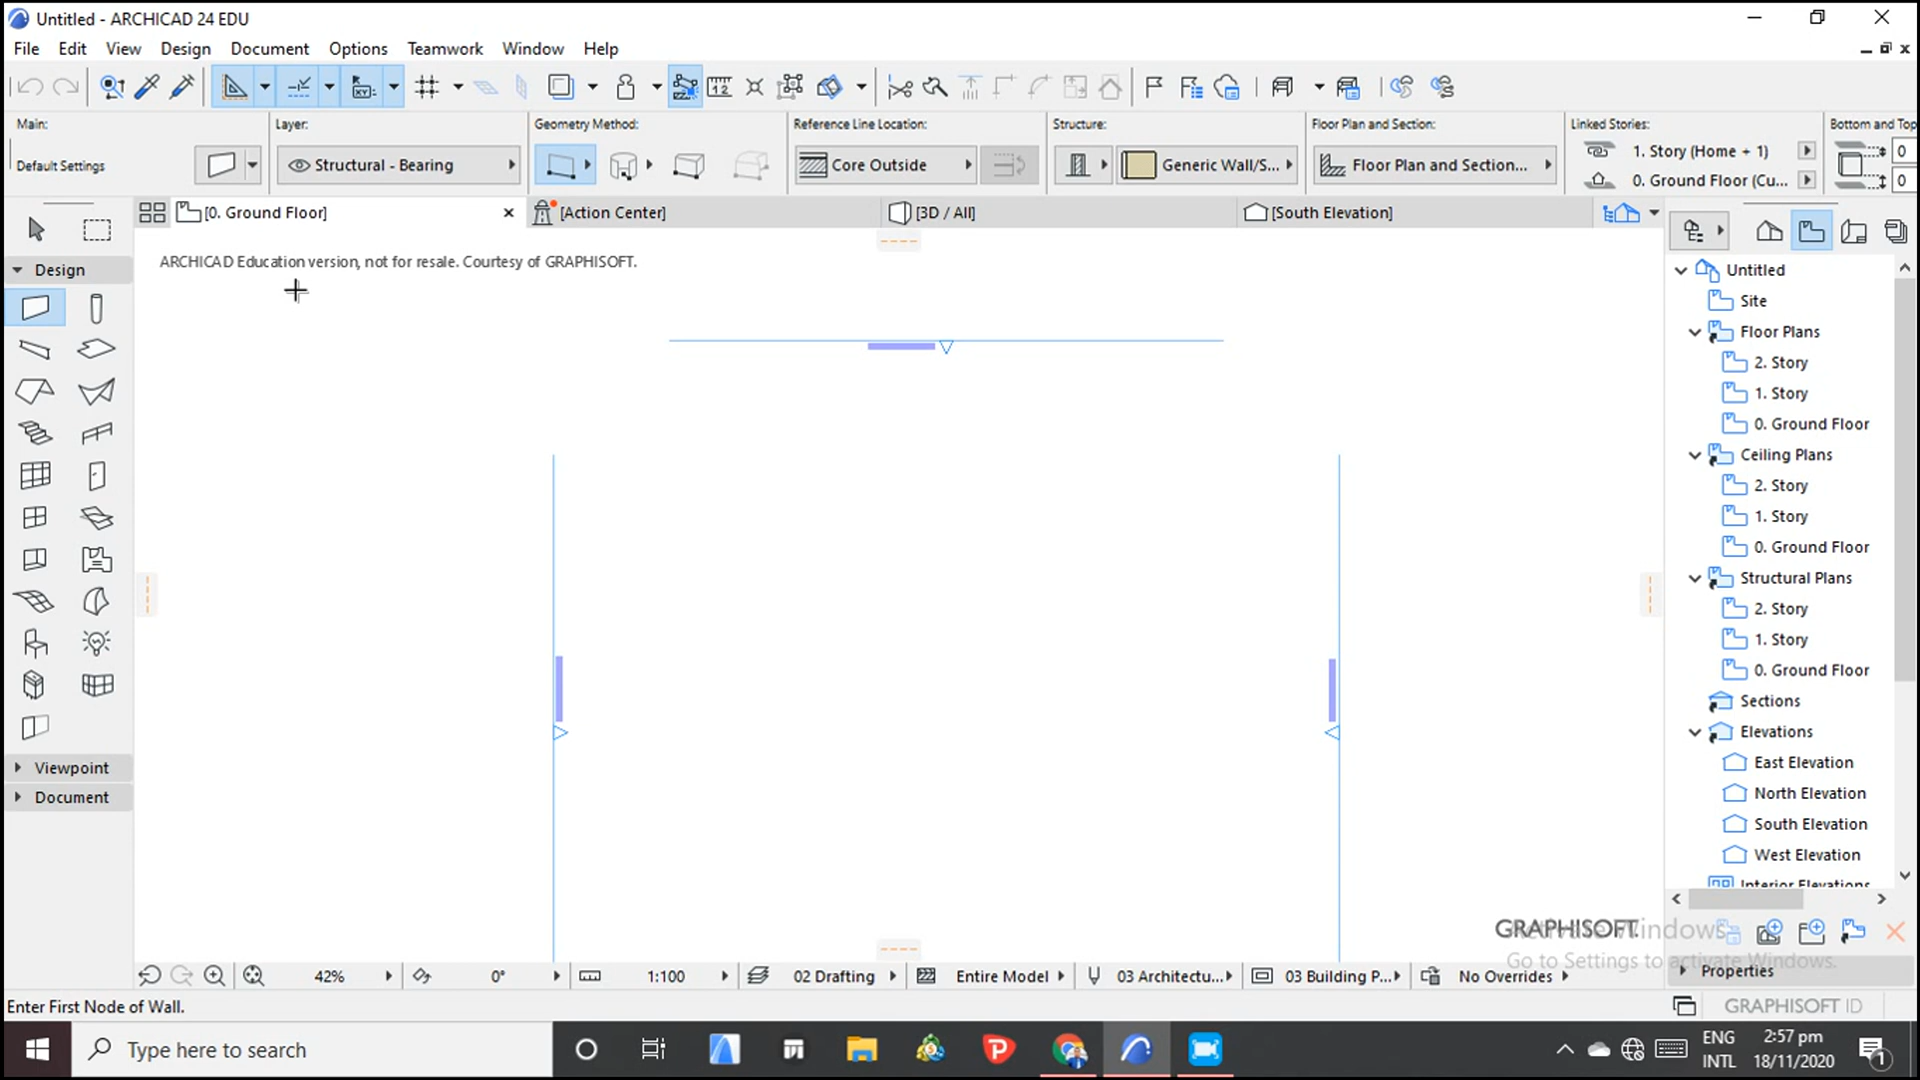 Untitled - ARCHICAD 24 EDU
File Edit View Design Document Options Teamwork Window Help
Main: Layer: Geometry Method: Reference Line Location: Structure: Floor Plan and Section: Linked Stories: Bottom and Top
Default Settings Structural - Bearing Core Outside Generic Wall/S... Floor Plan and Section... 1. Story (Home + 1) 0
0. Ground Floor (Cu... 0
[0. Ground Floor] [Action Center] [3D / All] [South Elevation]
ARCHICAD Education version, not for resale. Courtesy of GRAPHISOFT.
Design
Viewpoint
Document
Untitled
Site
Floor Plans
2. Story
1. Story
0. Ground Floor
Ceiling Plans
2. Story
1. Story
0. Ground Floor
Structural Plans
2. Story
1. Story
0. Ground Floor
Sections
Elevations
East Elevation
North Elevation
South Elevation
West Elevation
Interior Elevations
GRAPHISOFT.
Activate Windows
Go to Settings to activate Windows.
Properties
42% 0° 1:100 02 Drafting Entire Model 03 Architectu... 03 Building P... No Overrides
Enter First Node of Wall.
GRAPHISOFT ID
Type here to search
ENG
INTL
2:57 pm
18/11/2020
1